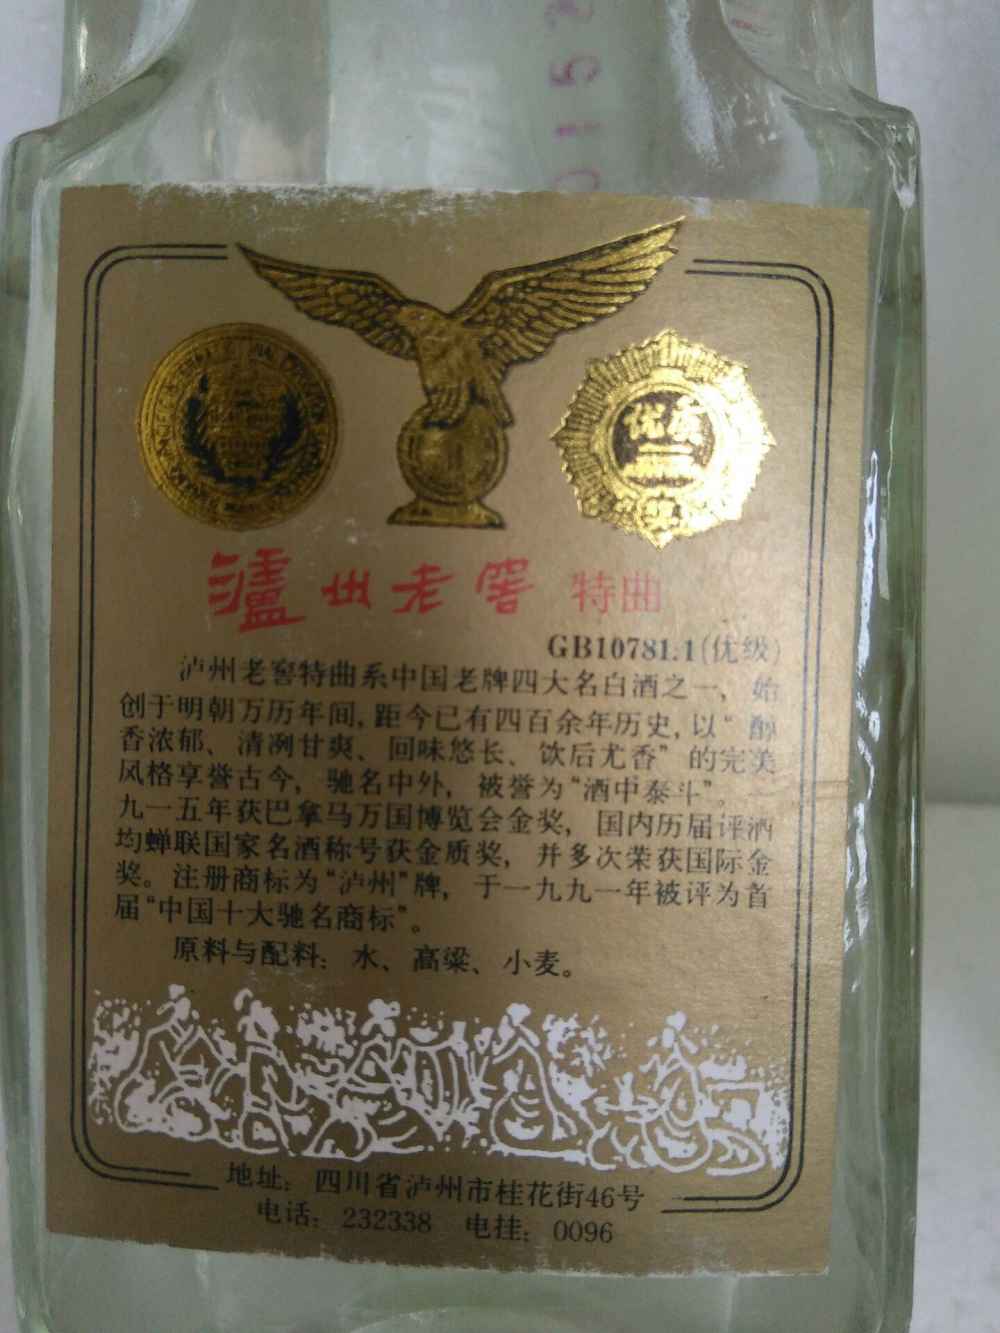 优质
奖
泸州老窖 特曲
GB10781.1(优级)
泸州老窖特曲系中国老牌四大名白酒之一，始
创于明朝万历年间，距今已有四百余年历史，以“醇
香浓郁、清冽甘爽、回味悠长、饮后尤香”的完美
风格享誉古今，驰名中外，被誉为“酒中泰斗”。一
九一五年获巴拿马万国博览会金奖，国内历届评酒
均蝉联国家名酒称号获金质奖，并多次荣获国际金
奖。注册商标为“泸州”牌，于一九九一年被评为首
届“中国十大驰名商标”。
原料与配料：水、高粱、小麦。
地址：四川省泸州市桂花街46号
电话：232338 电挂：0096